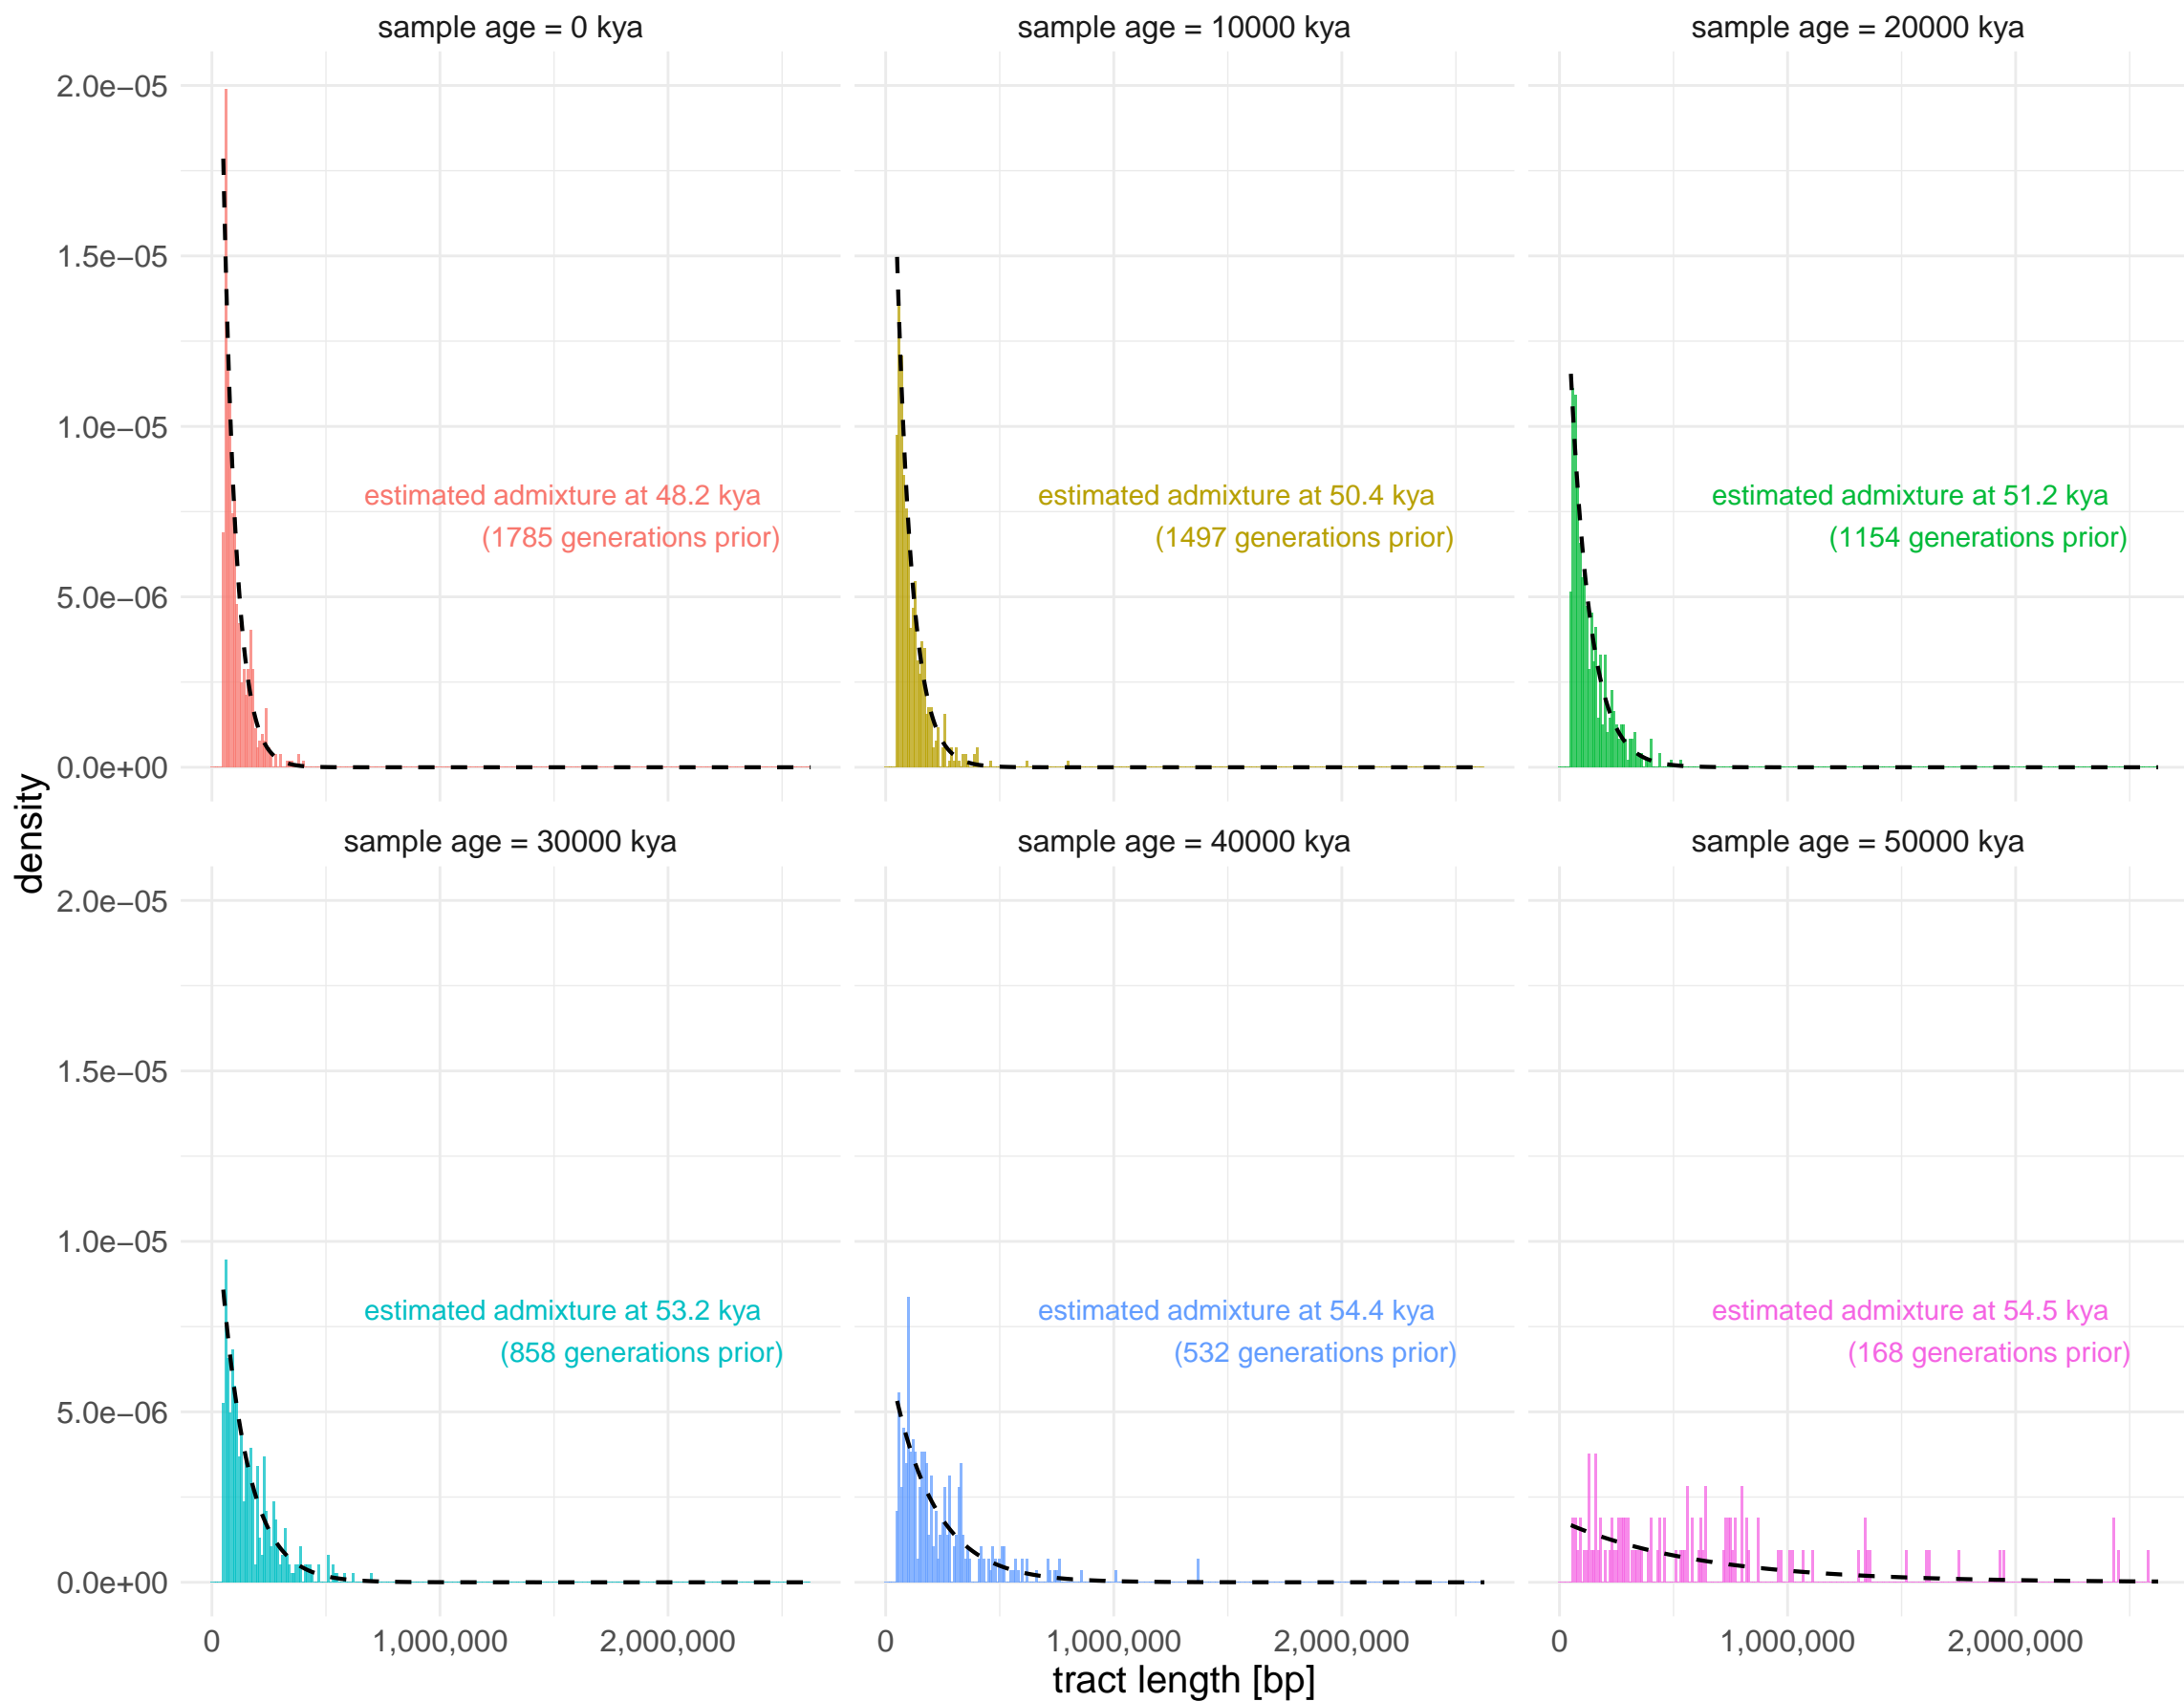 sample age = 0 kya
sample age = 10000 kya
sample age = 20000 kya
2.0e−05
1.5e−05
1.0e−05
5.0e−06
0.0e+00
estimated admixture at 48.2 kya
(1785 generations prior)
estimated admixture at 50.4 kya
(1497 generations prior)
estimated admixture at 51.2 kya
(1154 generations prior)
density
sample age = 30000 kya
sample age = 40000 kya
sample age = 50000 kya
2.0e−05
1.5e−05
1.0e−05
5.0e−06
0.0e+00
estimated admixture at 53.2 kya
(858 generations prior)
estimated admixture at 54.4 kya
(532 generations prior)
estimated admixture at 54.5 kya
(168 generations prior)
0 1,000,000 2,000,000
0 1,000,000 2,000,000
0 1,000,000 2,000,000
tract length [bp]